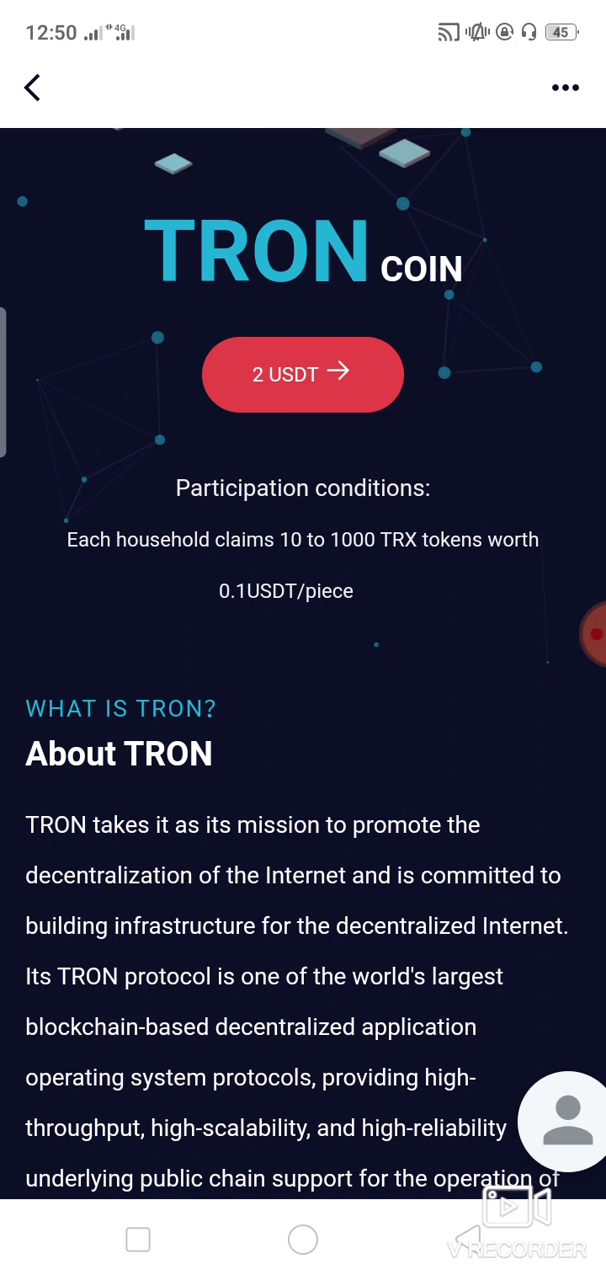 12:50 4G 45
TRON COIN
2 USDT →
Participation conditions:
Each household claims 10 to 1000 TRX tokens worth
0.1USDT/piece
WHAT IS TRON?
About TRON
TRON takes it as its mission to promote the
decentralization of the Internet and is committed to
building infrastructure for the decentralized Internet.
Its TRON protocol is one of the world's largest
blockchain-based decentralized application
operating system protocols, providing high-
throughput, high-scalability, and high-reliability
underlying public chain support for the operation of
V RECORDER